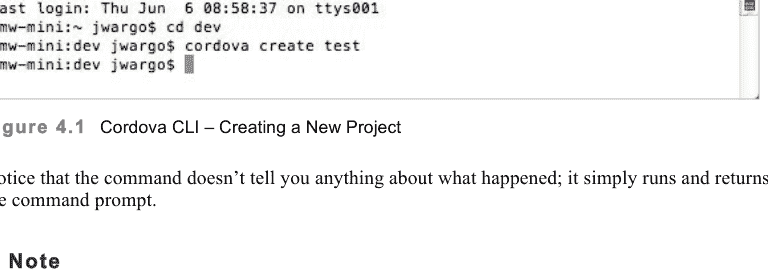 ast login: Thu Jun  6 08:58:37 on ttys001
mw-mini:~ jwargo$ cd dev
mw-mini:dev jwargo$ cordova create test
mw-mini:dev jwargo$
gure 4.1 Cordova CLI – Creating a New Project
otice that the command doesn’t tell you anything about what happened; it simply runs and returns
e command prompt.
Note